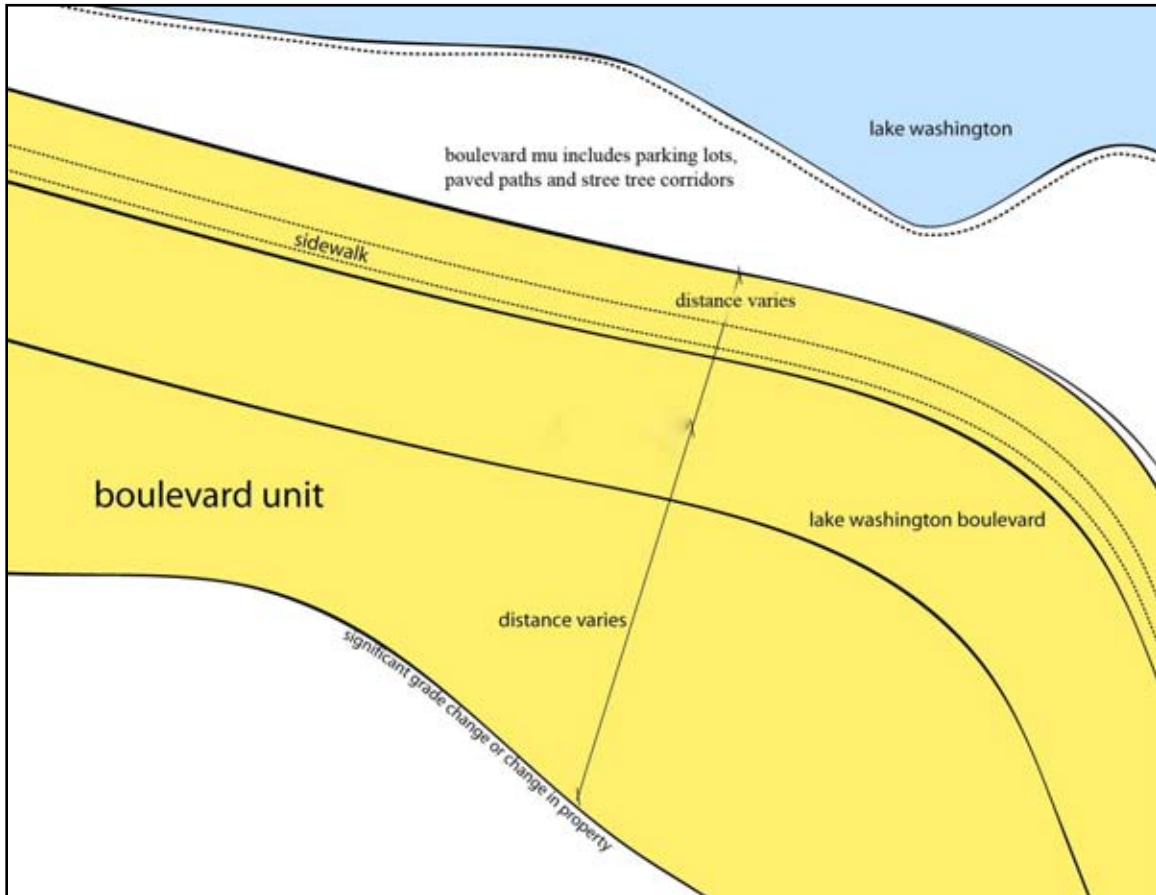 lake washington
boulevard mu includes parking lots,
paved paths and stree tree corridors
sidewalk
distance varies
boulevard unit
lake washington boulevard
distance varies
significant grade change or change in property